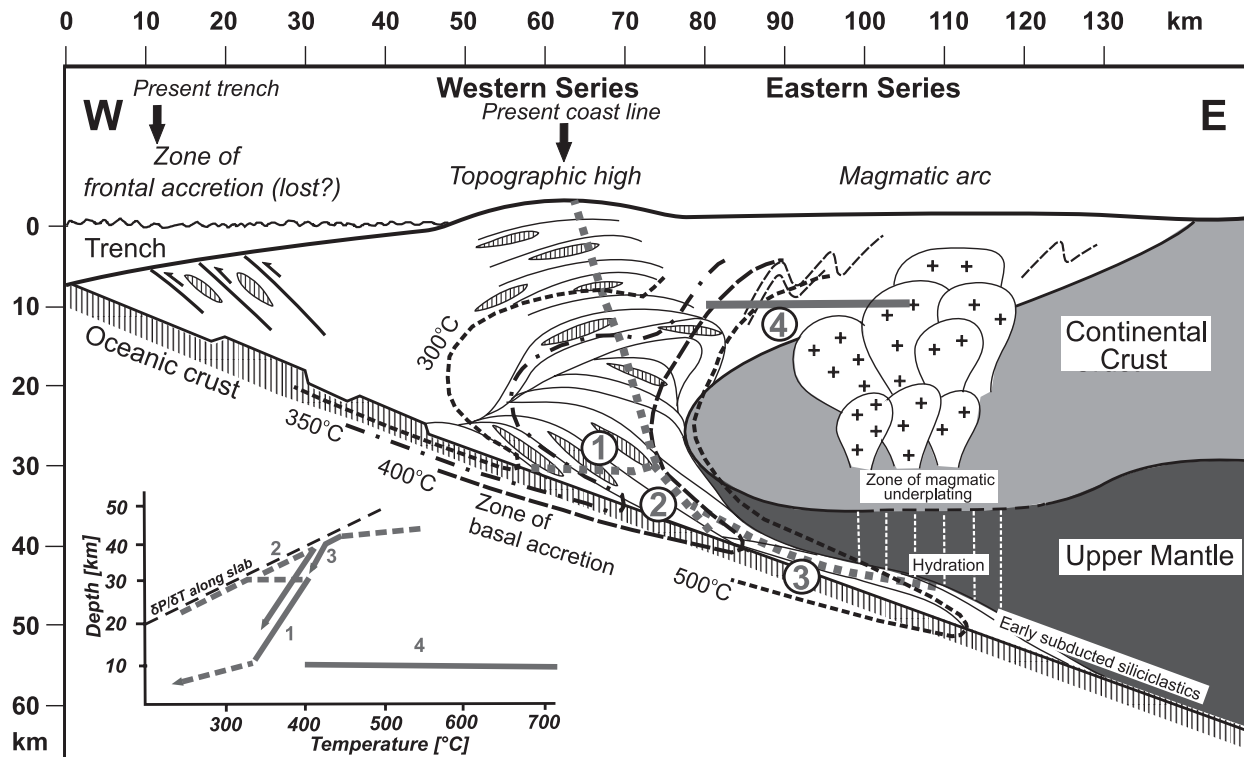 0 10 20 30 40 50 60 70 80 90 100 110 120 130 km
Present trench
Western Series
Eastern Series
W
Present coast line
E
Zone of
frontal accretion (lost?)
Topographic high
Magmatic arc
0
Trench
10
Oceanic crust
300°C
4
Continental
Crust
20
350°C
1
30
400°C
Zone of magmatic
underplating
2
Zone of
basal accretion
40
Upper Mantle
Hydration
3
500°C
50
Early subducted siliciclastics
60
km
50
40
30
20
10
Depth [km]
δP/δT along slab
2
3
1
4
300 400 500 600 700
Temperature [°C]